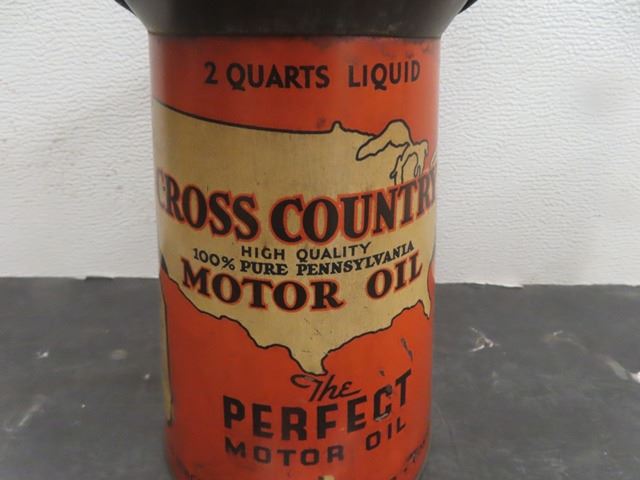 2 QUARTS LIQUID
CROSS COUNTRY
HIGH QUALITY
100% PURE PENNSYLVANIA
MOTOR OIL
The
PERFECT
MOTOR OIL